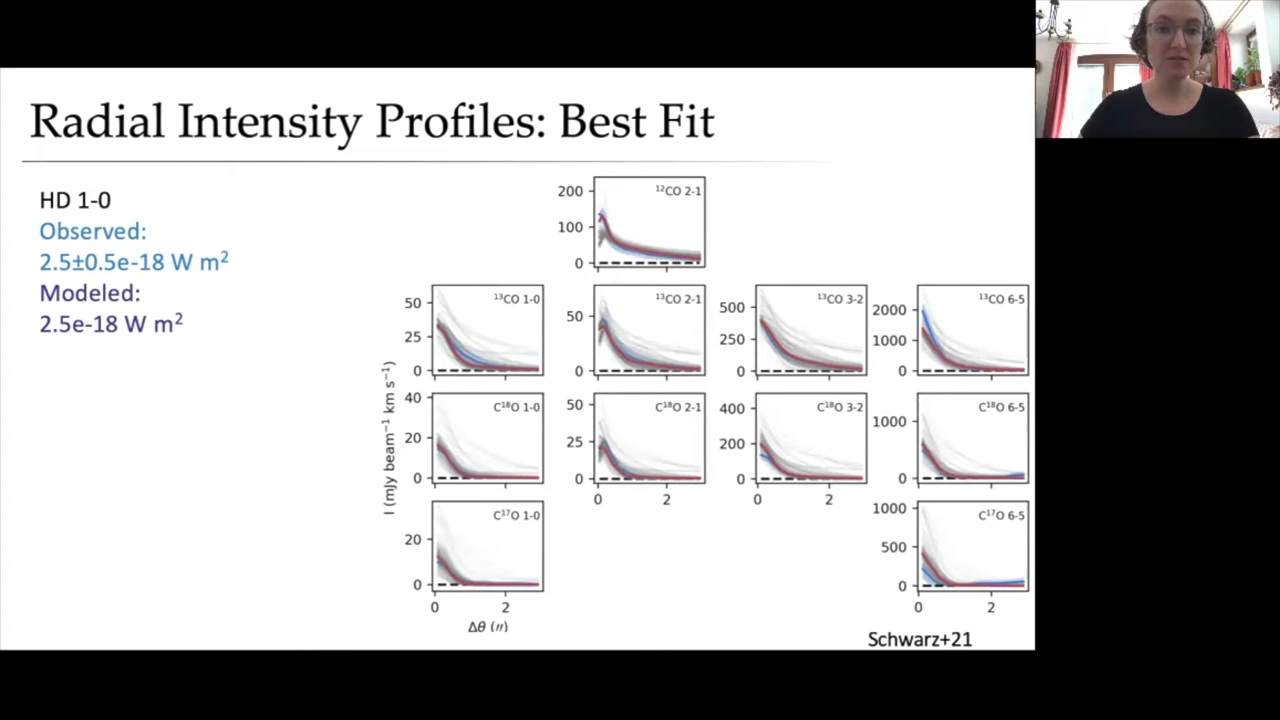 Radial Intensity Profiles: Best Fit
HD 1-0
Observed:
2.5±0.5e-18 W m²
Modeled:
2.5e-18 W m²
200
100
0
¹²CO 2-1
50
25
0
¹³CO 1-0
50
0
¹³CO 2-1
500
250
0
¹³CO 3-2
2000
1000
0
¹³CO 6-5
40
20
0
C¹⁸O 1-0
50
25
0
C¹⁸O 2-1
0 2
400
200
0
C¹⁸O 3-2
0 2
1000
0
C¹⁸O 6-5
20
0
C¹⁷O 1-0
0 2
1000
500
0
C¹⁷O 6-5
0 2
I (mJy beam⁻¹ km s⁻¹)
Δθ (″)
Schwarz+21